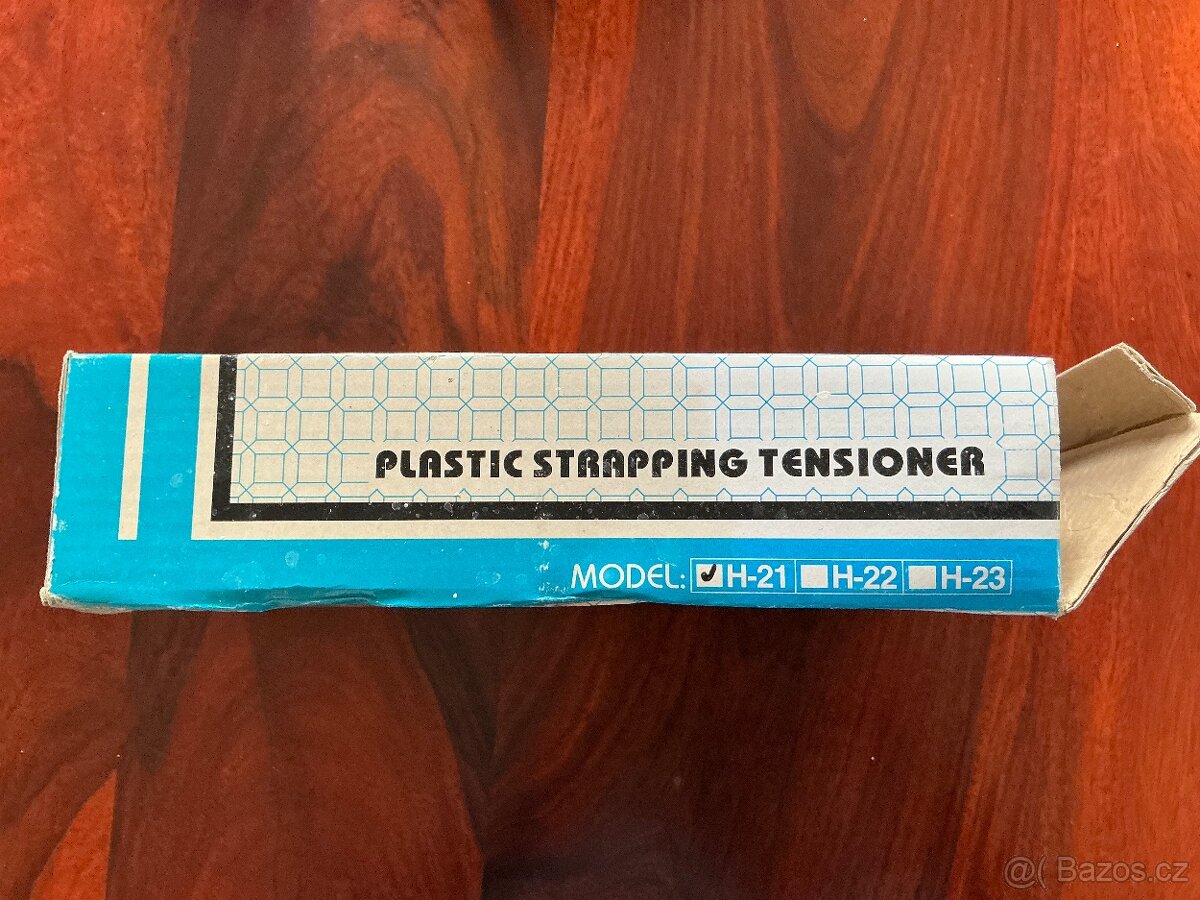 PLASTIC STRAPPING TENSIONER
MODEL: H-21 H-22 H-23
@( Bazos.cz